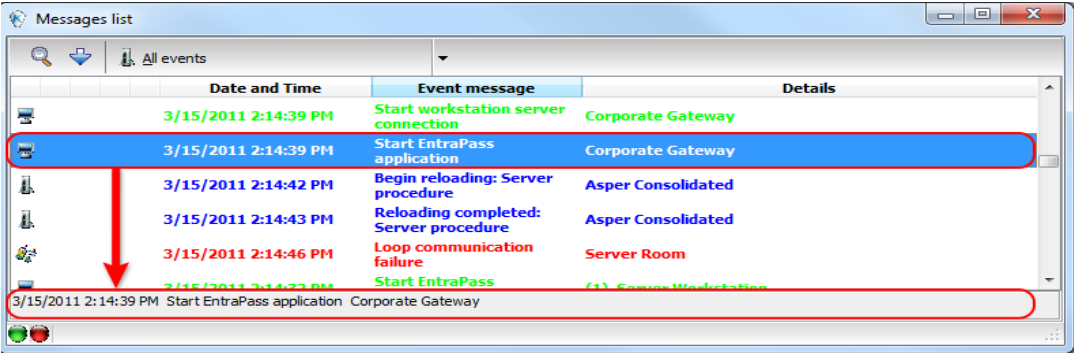 Messages list
All events
Date and Time Event message Details
3/15/2011 2:14:39 PM Start workstation server connection Corporate Gateway
3/15/2011 2:14:39 PM Start EntraPass application Corporate Gateway
3/15/2011 2:14:42 PM Begin reloading: Server procedure Asper Consolidated
3/15/2011 2:14:43 PM Reloading completed: Server procedure Asper Consolidated
3/15/2011 2:14:46 PM Loop communication failure Server Room
Start EntraPass (1) Server Workstation
3/15/2011 2:14:39 PM Start EntraPass application Corporate Gateway